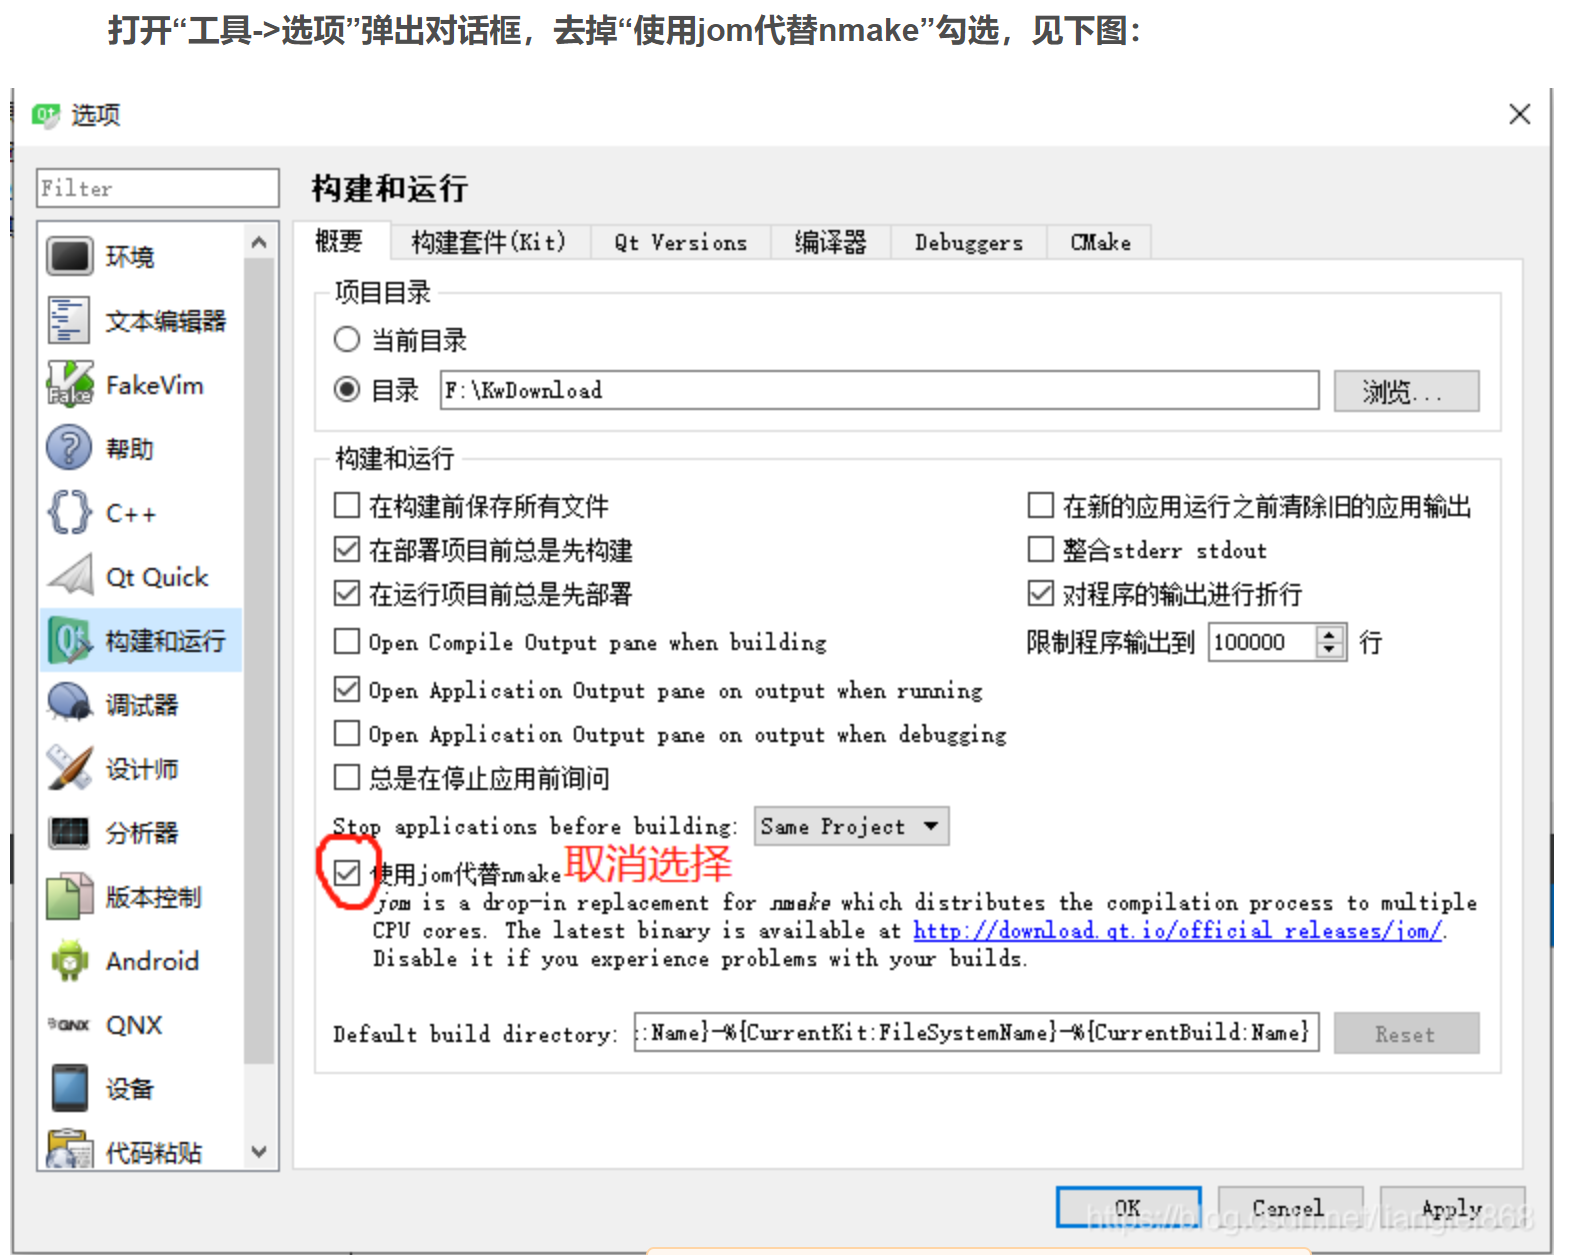 打开“工具->选项”弹出对话框，去掉“使用jom代替nmake”勾选，见下图：
选项
Filter
构建和运行
环境
文本编辑器
FakeVim
帮助
C++
Qt Quick
构建和运行
调试器
设计师
分析器
版本控制
Android
QNX
设备
代码粘贴
概要 构建套件(Kit) Qt Versions 编译器 Debuggers CMake
项目目录
当前目录
目录 F:\KwDownload 浏览...
构建和运行
在构建前保存所有文件 在新的应用运行之前清除旧的应用输出
在部署项目前总是先构建 整合stderr stdout
在运行项目前总是先部署 对程序的输出进行折行
Open Compile Output pane when building 限制程序输出到 100000 行
Open Application Output pane on output when running
Open Application Output pane on output when debugging
总是在停止应用前询问
Stop applications before building: Same Project
使用jom代替nmake 取消选择
jom is a drop-in replacement for nmake which distributes the compilation process to multiple
CPU cores. The latest binary is available at http://download.qt.io/official_releases/jom/.
Disable it if you experience problems with your builds.
Default build directory: ::Name}-%{CurrentKit:FileSystemName}-%{CurrentBuild:Name} Reset
OK Cancel Apply